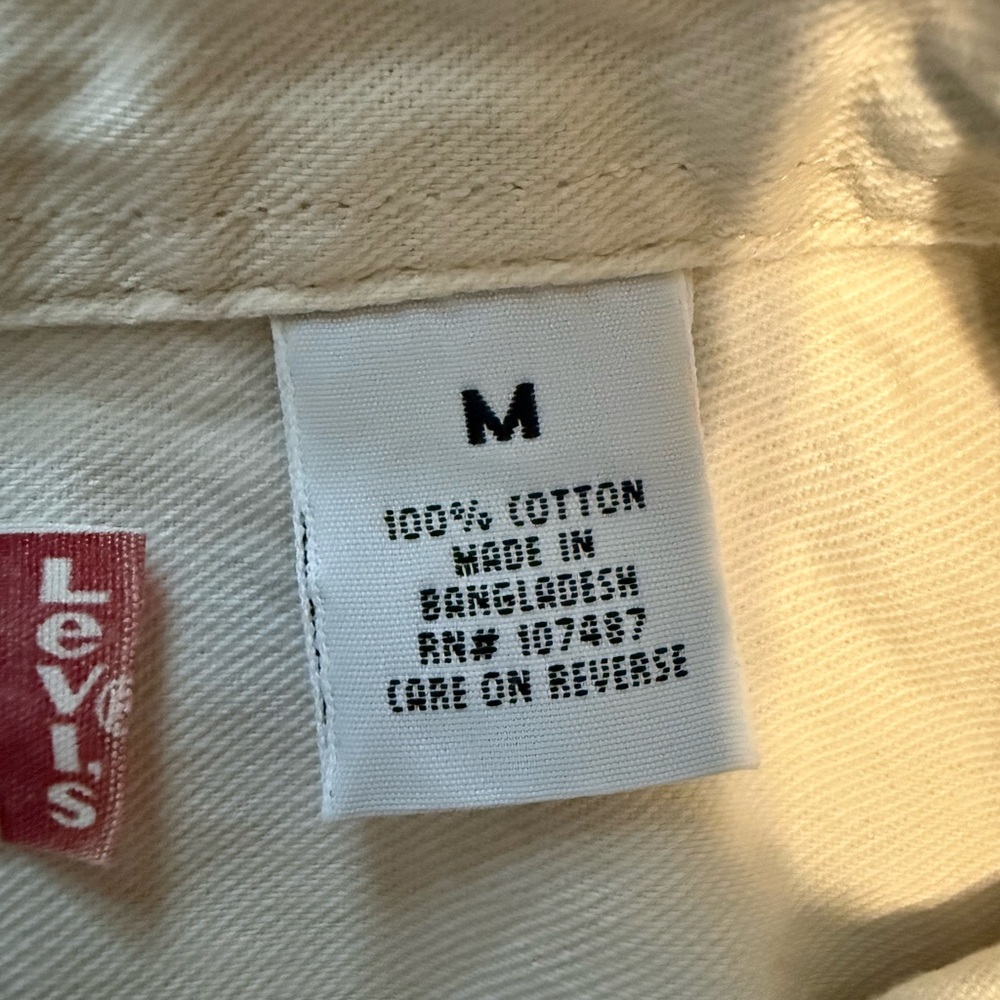 M
100% COTTON
MADE IN
BANGLADESH
RN# 107487
CARE ON REVERSE
Levi's®